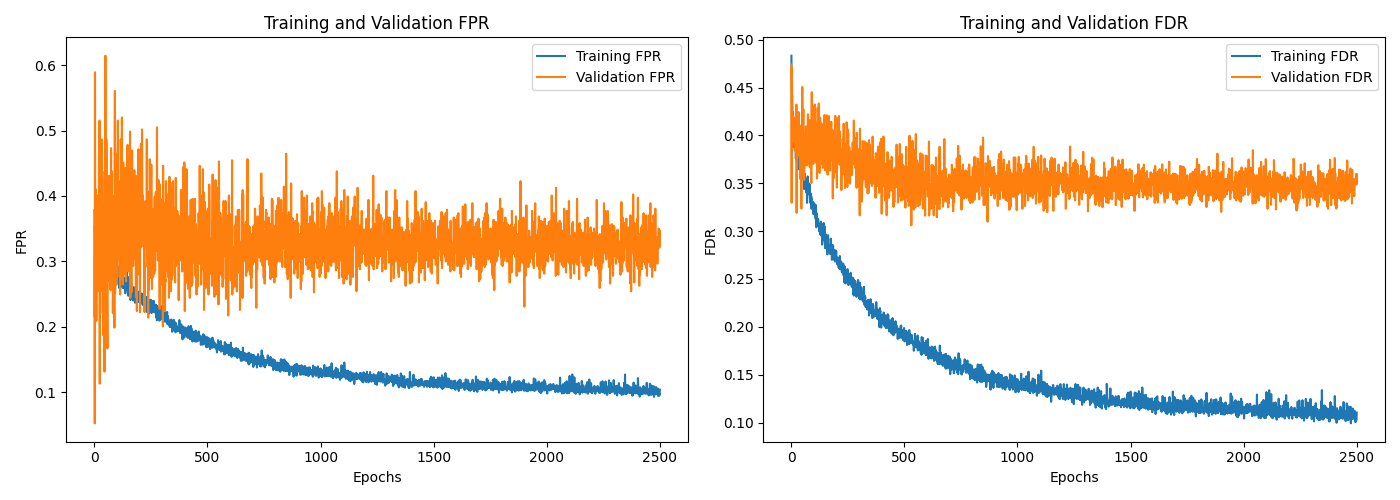 Training and Validation FPR
Training FPR
Validation FPR
0.6
0.5
0.4
0.3
0.2
0.1
FPR
0
500
1000
1500
2000
2500
Epochs
Training and Validation FDR
Training FDR
Validation FDR
0.50
0.45
0.40
0.35
0.30
0.25
0.20
0.15
0.10
FDR
0
500
1000
1500
2000
2500
Epochs